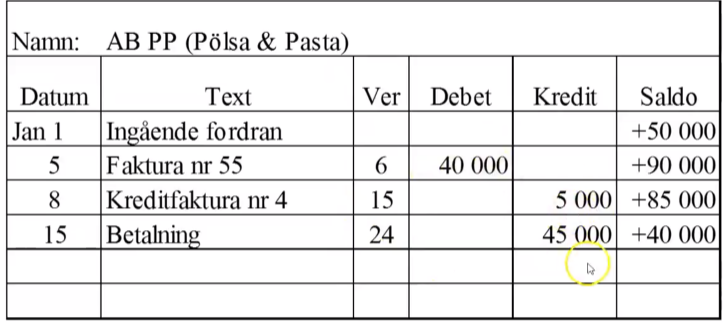 Namn: AB PP (Pölsa & Pasta)
Datum Text Ver Debet Kredit Saldo
Jan 1 Ingående fordran +50 000
5 Faktura nr 55 6 40 000 +90 000
8 Kreditfaktura nr 4 15 5 000 +85 000
15 Betalning 24 45 000 +40 000